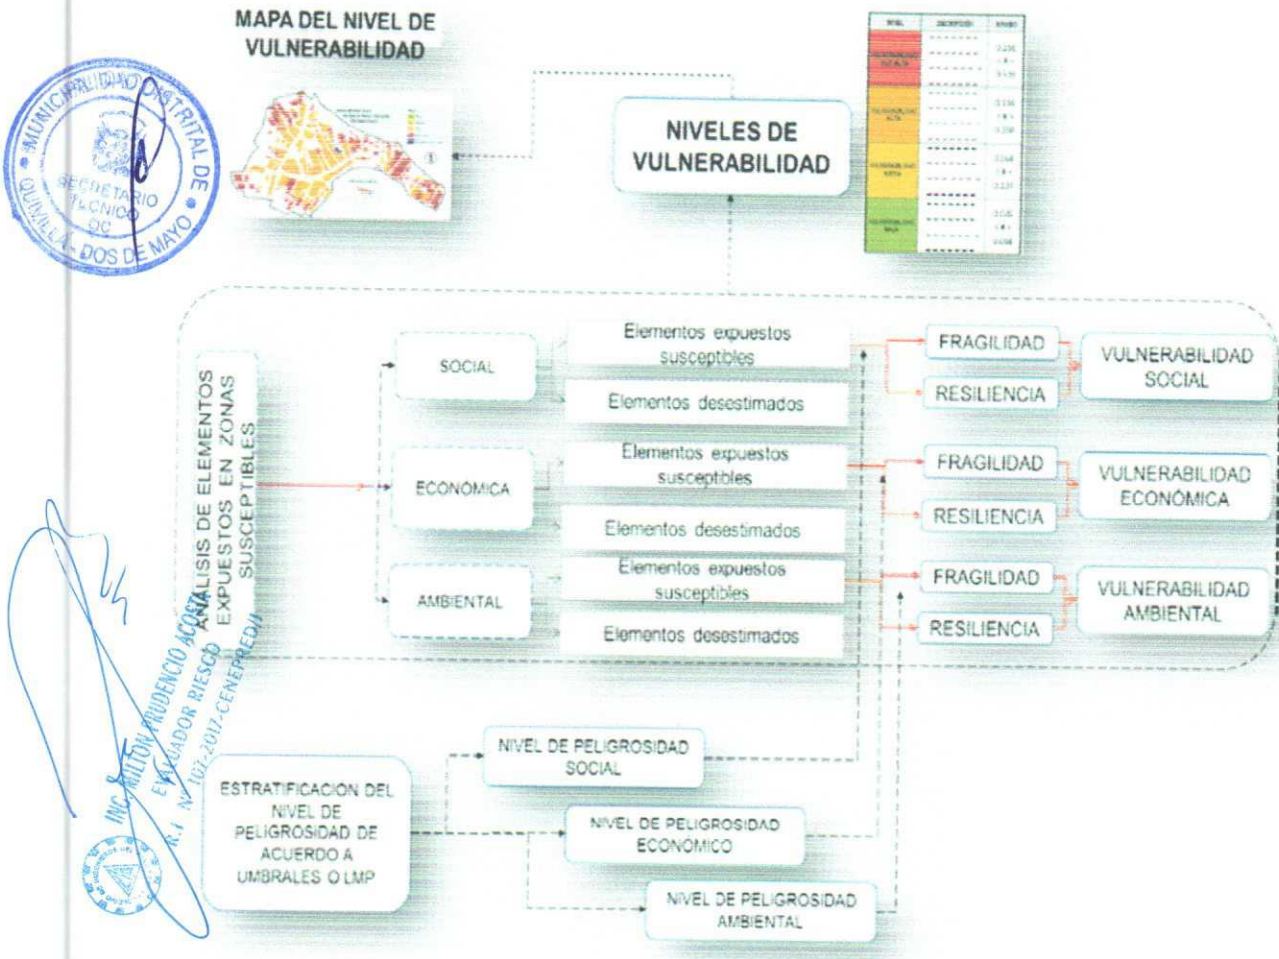 MAPA DEL NIVEL DE
VULNERABILIDAD
NIVELES DE
VULNERABILIDAD
NIVEL
MUNICIPALIDAD DISTRITAL DE
QUIVILLA - DOS DE MAYO
SECRETARIO
TÉCNICO
ANÁLISIS DE ELEMENTOS
EXPUESTOS EN ZONAS
SUSCEPTIBLES
SOCIAL
Elementos expuestos
susceptibles
Elementos desestimados
FRAGILIDAD
RESILIENCIA
VULNERABILIDAD
SOCIAL
ECONÓMICA
Elementos expuestos
susceptibles
Elementos desestimados
FRAGILIDAD
RESILIENCIA
VULNERABILIDAD
ECONÓMICA
AMBIENTAL
Elementos expuestos
susceptibles
Elementos desestimados
FRAGILIDAD
RESILIENCIA
VULNERABILIDAD
AMBIENTAL
ING. MILTON PRUDENCIO ACOSTA
EVALUADOR RIESGO
R.J Nº 107-2017-CENEPRED/J
ESTRATIFICACION DEL
NIVEL DE
PELIGROSIDAD DE
ACUERDO A
UMBRALES O LMP
NIVEL DE PELIGROSIDAD
SOCIAL
NIVEL DE PELIGROSIDAD
ECONÓMICO
NIVEL DE PELIGROSIDAD
AMBIENTAL